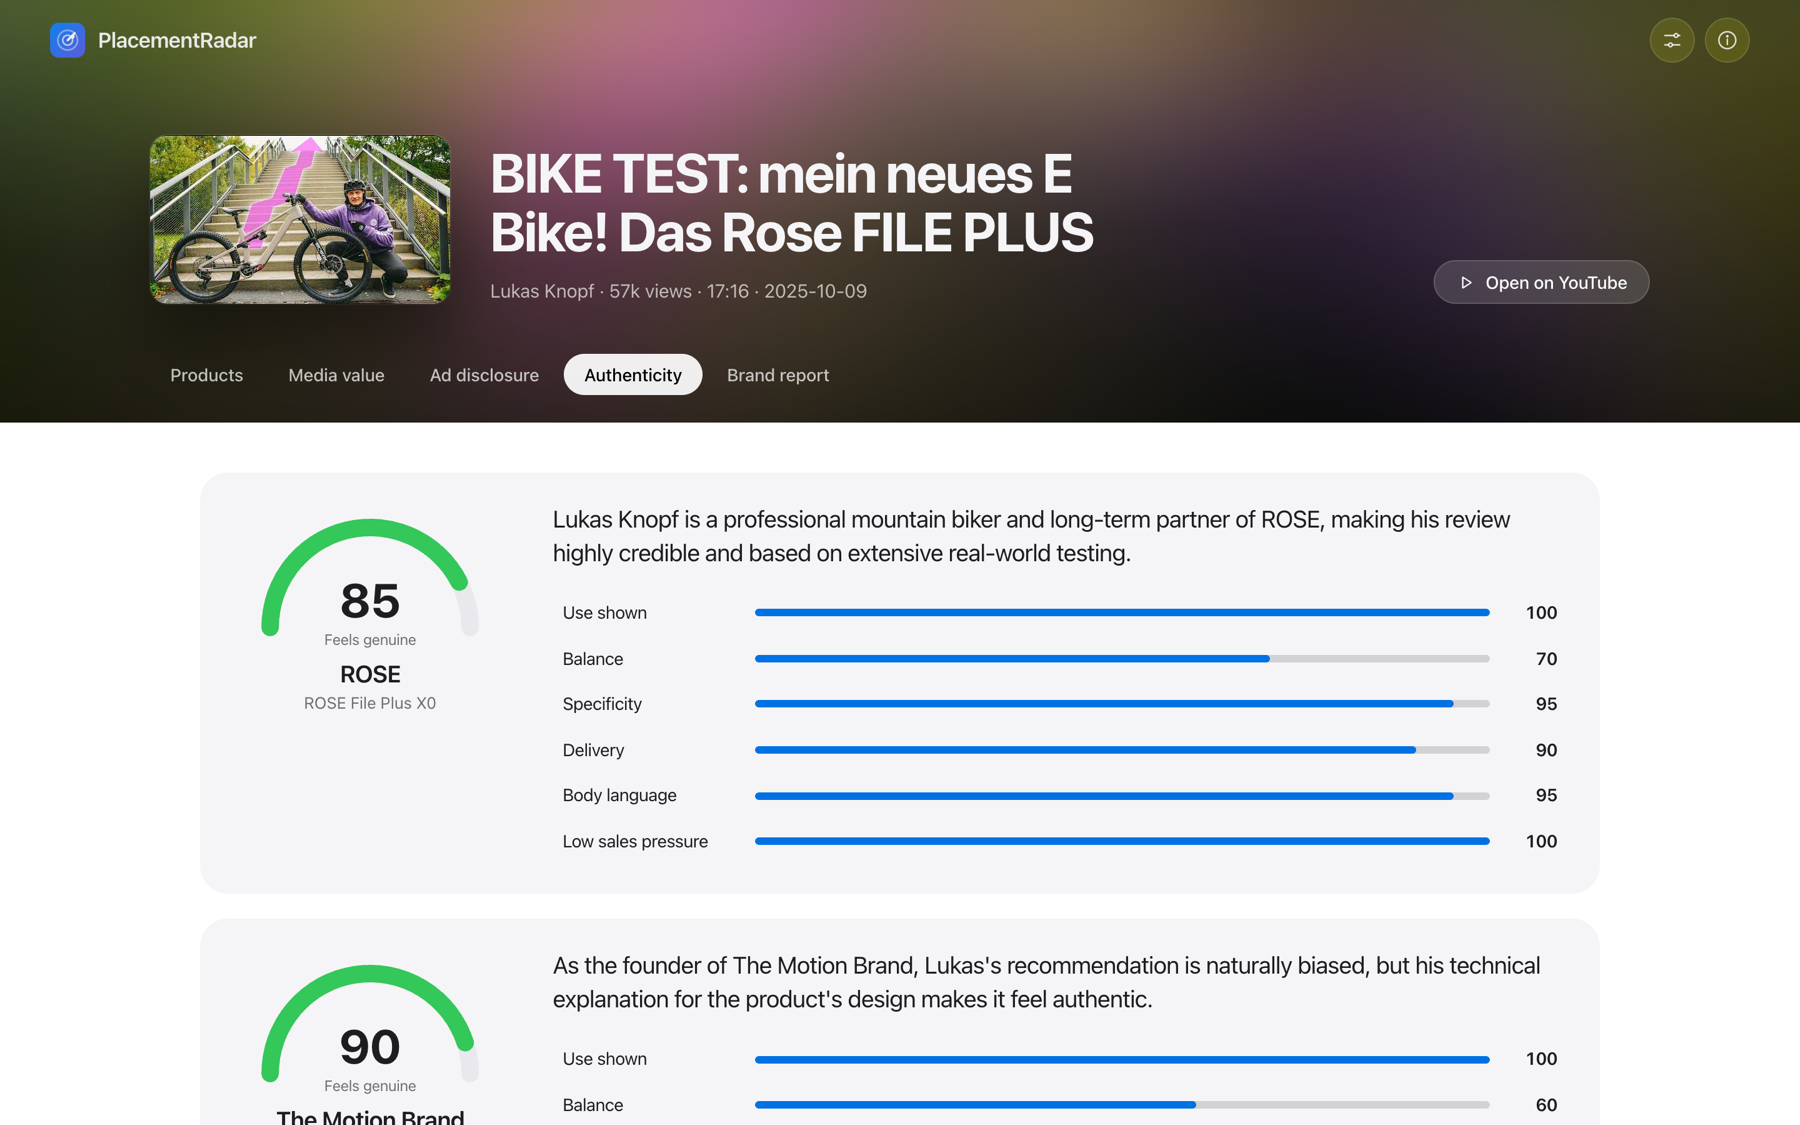 PlacementRadar
BIKE TEST: mein neues E
Bike! Das Rose FILE PLUS
Lukas Knopf · 57k views · 17:16 · 2025-10-09
Open on YouTube
Products
Media value
Ad disclosure
Authenticity
Brand report
85
Feels genuine
ROSE
ROSE File Plus X0
Lukas Knopf is a professional mountain biker and long-term partner of ROSE, making his review
highly credible and based on extensive real-world testing.
Use shown 100
Balance 70
Specificity 95
Delivery 90
Body language 95
Low sales pressure 100
90
Feels genuine
The Motion Brand
As the founder of The Motion Brand, Lukas's recommendation is naturally biased, but his technical
explanation for the product's design makes it feel authentic.
Use shown 100
Balance 60